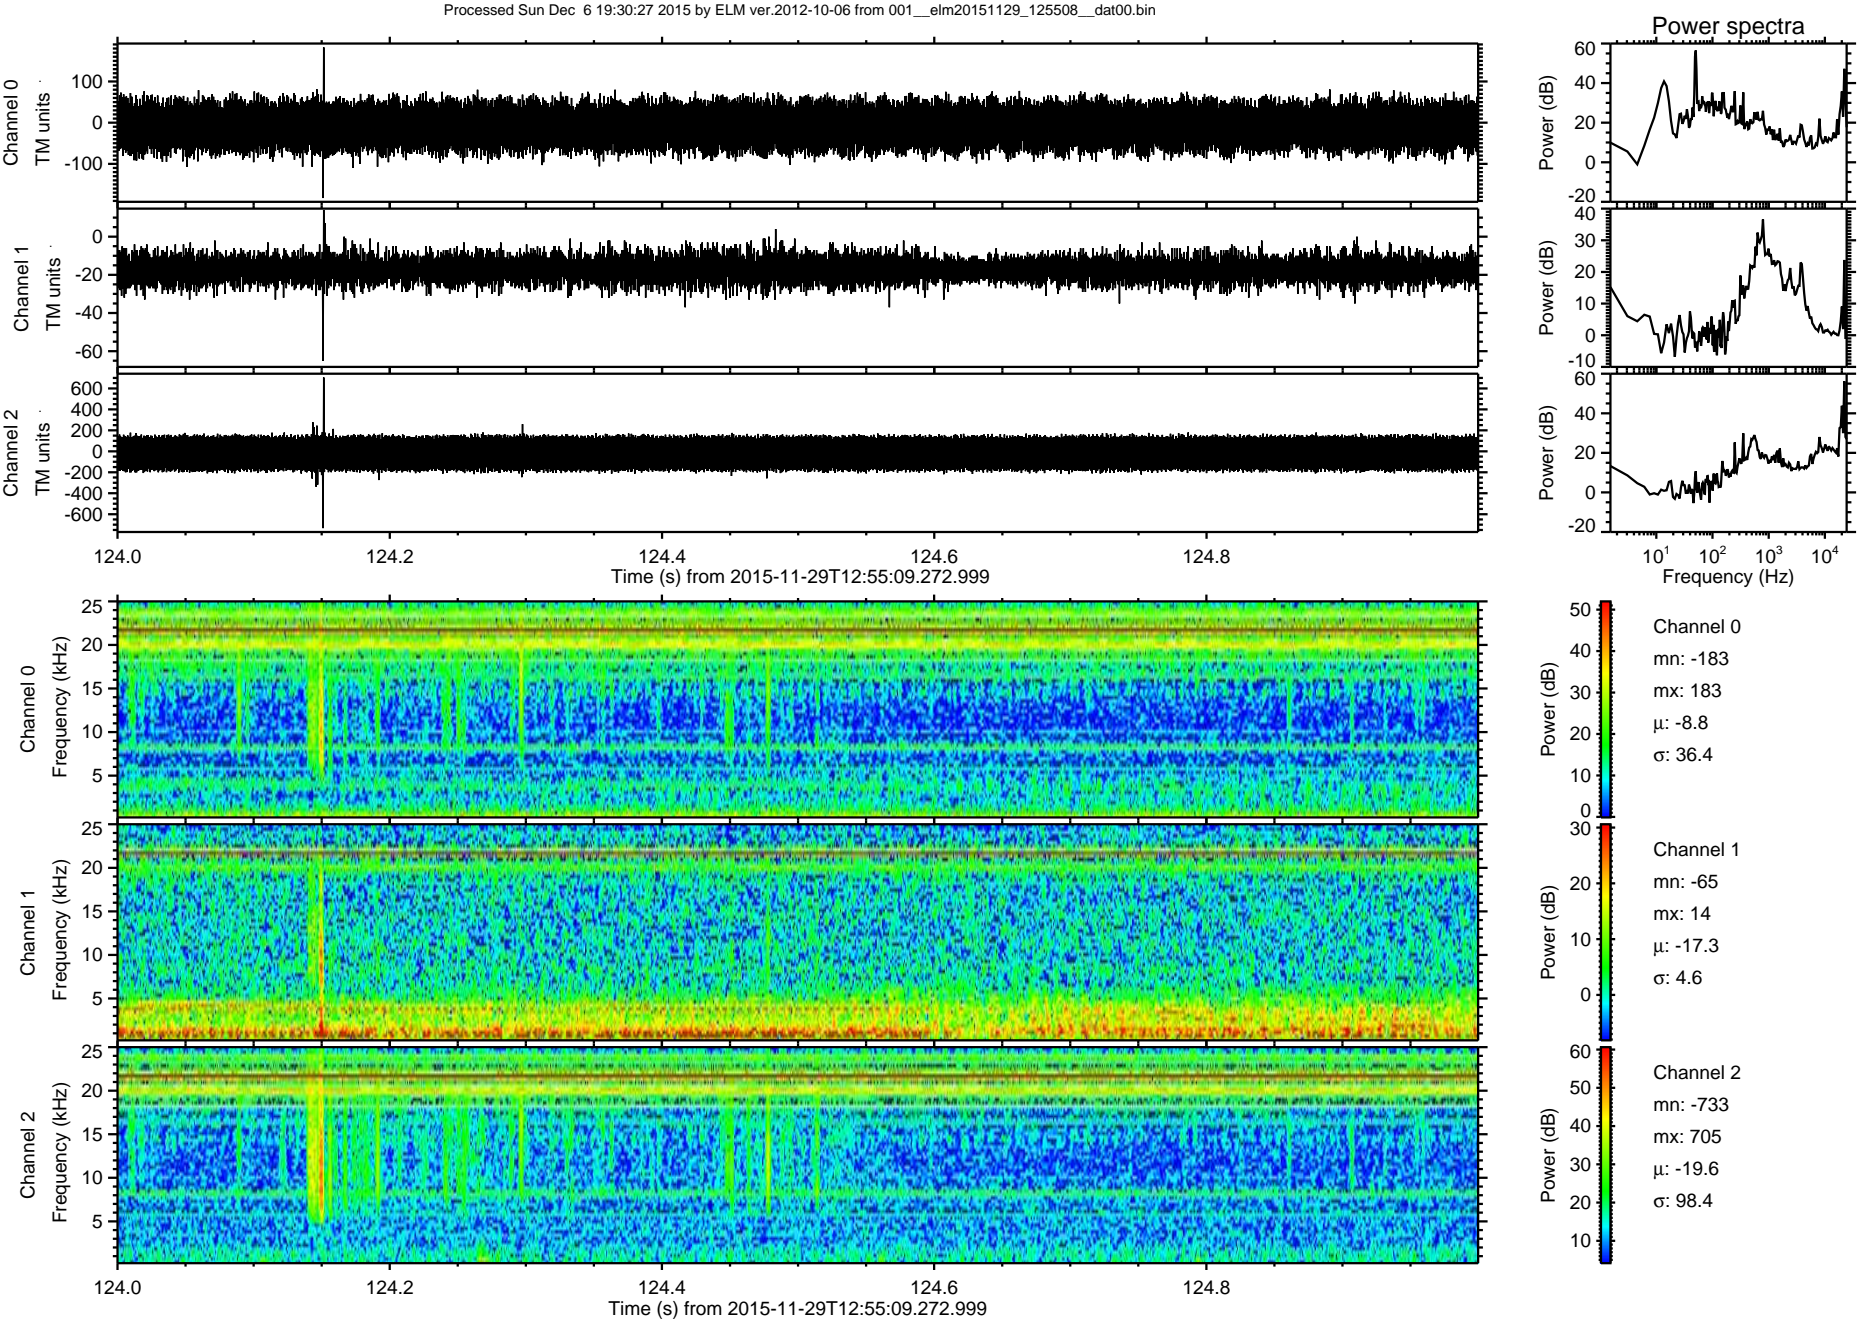 Processed Sun Dec 6 19:30:27 2015 by ELM ver.2012-10-06 from 001__elm20151129_125508__dat00.bin
Power spectra
Channel 0
TM units
100
0
-100
Power (dB)
60
40
20
0
-20
Channel 1
TM units
0
-20
-40
-60
Power (dB)
40
30
20
10
0
-10
Channel 2
TM units
600
400
200
0
-200
-400
-600
Power (dB)
60
40
20
0
-20
124.0 124.2 124.4 124.6 124.8
Time (s) from 2015-11-29T12:55:09.272.999
10^1 10^2 10^3 10^4
Frequency (Hz)
Channel 0
Frequency (kHz)
25
20
15
10
5
Power (dB)
50
40
30
20
10
0
Channel 0
mn: -183
mx: 183
μ: -8.8
σ: 36.4
Channel 1
Frequency (kHz)
25
20
15
10
5
Power (dB)
30
20
10
0
Channel 1
mn: -65
mx: 14
μ: -17.3
σ: 4.6
Channel 2
Frequency (kHz)
25
20
15
10
5
Power (dB)
60
50
40
30
20
10
Channel 2
mn: -733
mx: 705
μ: -19.6
σ: 98.4
124.0 124.2 124.4 124.6 124.8
Time (s) from 2015-11-29T12:55:09.272.999